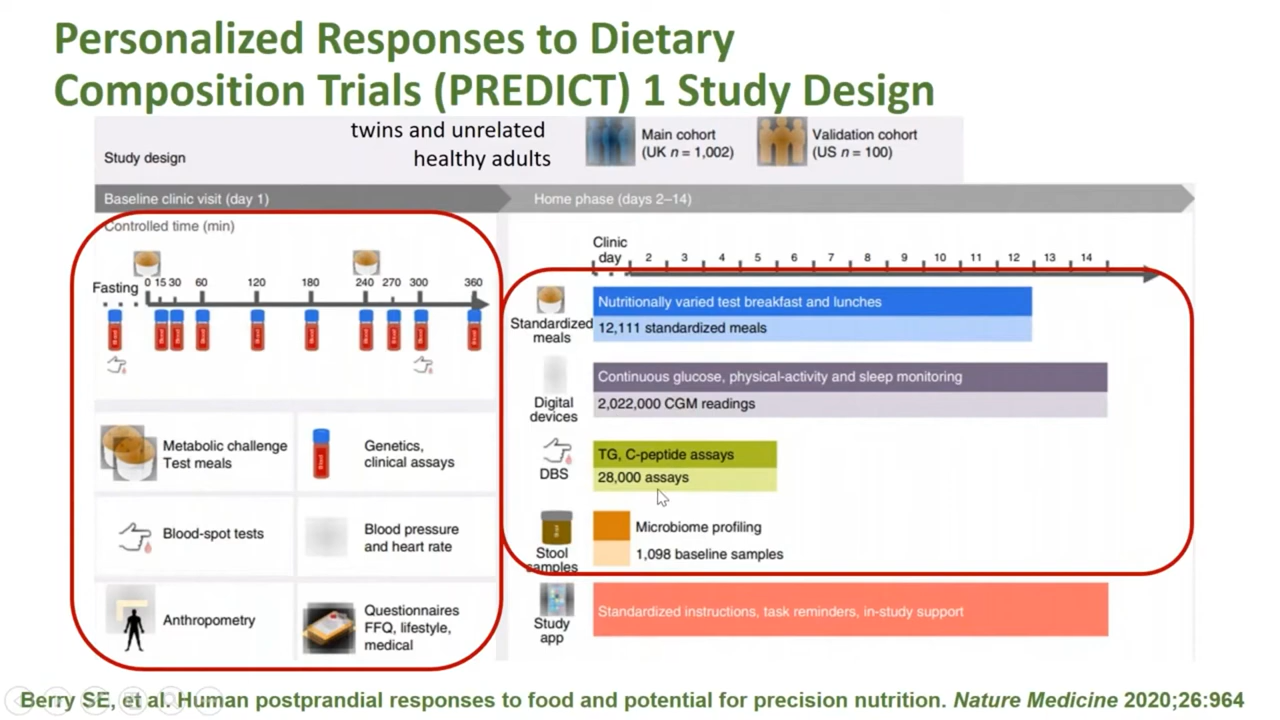 Personalized Responses to Dietary
Composition Trials (PREDICT) 1 Study Design
twins and unrelated
healthy adults
Study design
Main cohort
(UK n = 1,002)
Validation cohort
(US n = 100)
Baseline clinic visit (day 1)
Home phase (days 2–14)
Controlled time (min)
Fasting 0 15 30 60 120 180 240 270 300 360
Metabolic challenge
Test meals
Genetics,
clinical assays
Blood-spot tests
Blood pressure
and heart rate
Anthropometry
Questionnaires
FFQ, lifestyle,
medical
Clinic
day 2 3 4 5 6 7 8 9 10 11 12 13 14
Standardized
meals
Nutritionally varied test breakfast and lunches
12,111 standardized meals
Digital
devices
Continuous glucose, physical-activity and sleep monitoring
2,022,000 CGM readings
DBS
TG, C-peptide assays
28,000 assays
Stool
samples
Microbiome profiling
1,098 baseline samples
Study
app
Standardized instructions, task reminders, in-study support
Berry SE, et al. Human postprandial responses to food and potential for precision nutrition. Nature Medicine 2020;26:964